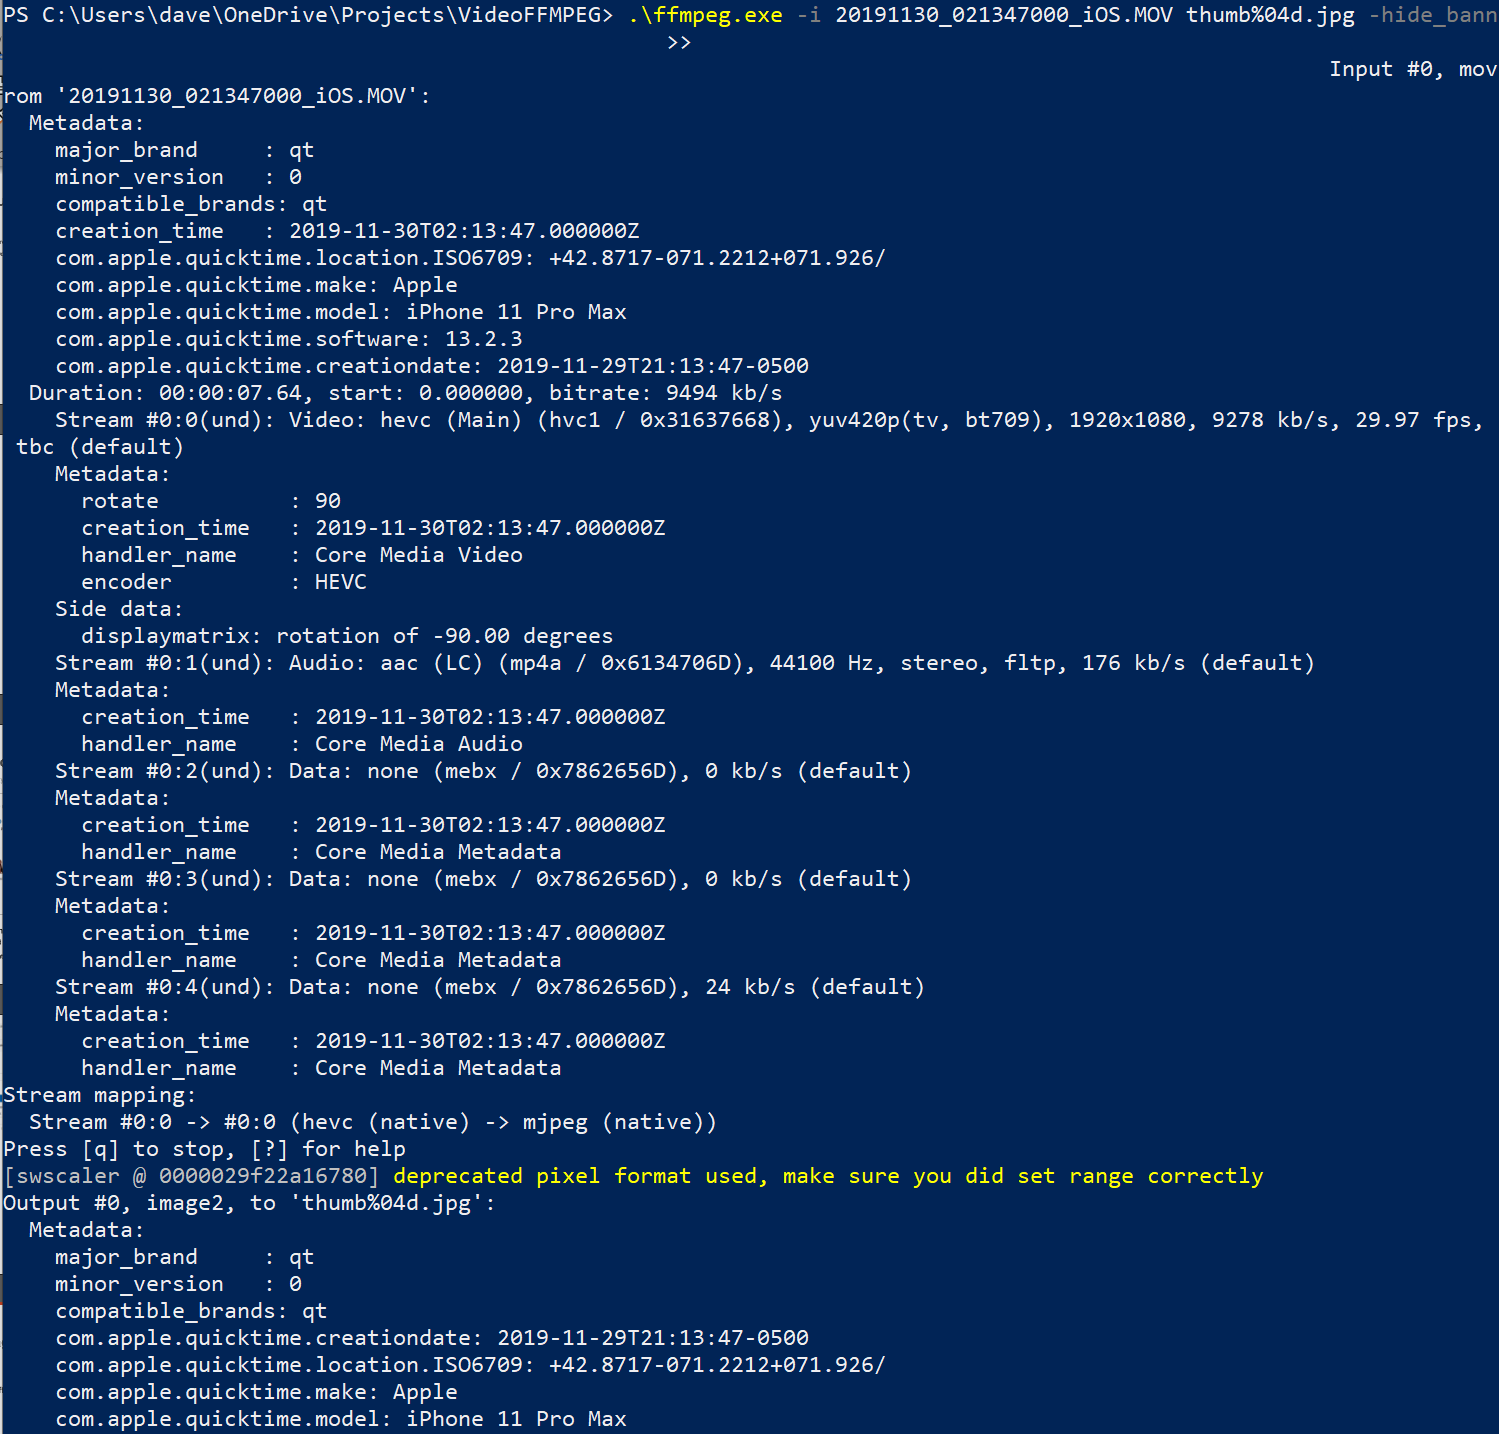 PS C:\Users\dave\OneDrive\Projects\VideoFFMPEG> .\ffmpeg.exe -i 20191130_021347000_iOS.MOV thumb%04d.jpg -hide_bann
>>
Input #0, mov
rom '20191130_021347000_iOS.MOV':
Metadata:
major_brand : qt
minor_version : 0
compatible_brands: qt
creation_time : 2019-11-30T02:13:47.000000Z
com.apple.quicktime.location.ISO6709: +42.8717-071.2212+071.926/
com.apple.quicktime.make: Apple
com.apple.quicktime.model: iPhone 11 Pro Max
com.apple.quicktime.software: 13.2.3
com.apple.quicktime.creationdate: 2019-11-29T21:13:47-0500
Duration: 00:00:07.64, start: 0.000000, bitrate: 9494 kb/s
Stream #0:0(und): Video: hevc (Main) (hvc1 / 0x31637668), yuv420p(tv, bt709), 1920x1080, 9278 kb/s, 29.97 fps,
tbc (default)
Metadata:
rotate : 90
creation_time : 2019-11-30T02:13:47.000000Z
handler_name : Core Media Video
encoder : HEVC
Side data:
displaymatrix: rotation of -90.00 degrees
Stream #0:1(und): Audio: aac (LC) (mp4a / 0x6134706D), 44100 Hz, stereo, fltp, 176 kb/s (default)
Metadata:
creation_time : 2019-11-30T02:13:47.000000Z
handler_name : Core Media Audio
Stream #0:2(und): Data: none (mebx / 0x7862656D), 0 kb/s (default)
Metadata:
creation_time : 2019-11-30T02:13:47.000000Z
handler_name : Core Media Metadata
Stream #0:3(und): Data: none (mebx / 0x7862656D), 0 kb/s (default)
Metadata:
creation_time : 2019-11-30T02:13:47.000000Z
handler_name : Core Media Metadata
Stream #0:4(und): Data: none (mebx / 0x7862656D), 24 kb/s (default)
Metadata:
creation_time : 2019-11-30T02:13:47.000000Z
handler_name : Core Media Metadata
Stream mapping:
Stream #0:0 -> #0:0 (hevc (native) -> mjpeg (native))
Press [q] to stop, [?] for help
[swscaler @ 0000029f22a16780] deprecated pixel format used, make sure you did set range correctly
Output #0, image2, to 'thumb%04d.jpg':
Metadata:
major_brand : qt
minor_version : 0
compatible_brands: qt
com.apple.quicktime.creationdate: 2019-11-29T21:13:47-0500
com.apple.quicktime.location.ISO6709: +42.8717-071.2212+071.926/
com.apple.quicktime.make: Apple
com.apple.quicktime.model: iPhone 11 Pro Max